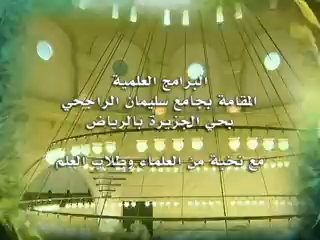 البرامج العلمية
المقامة بجامع سليمان الراجحي
بحي الجزيرة بالرياض
مع نخبة من العلماء وطلاب العلم